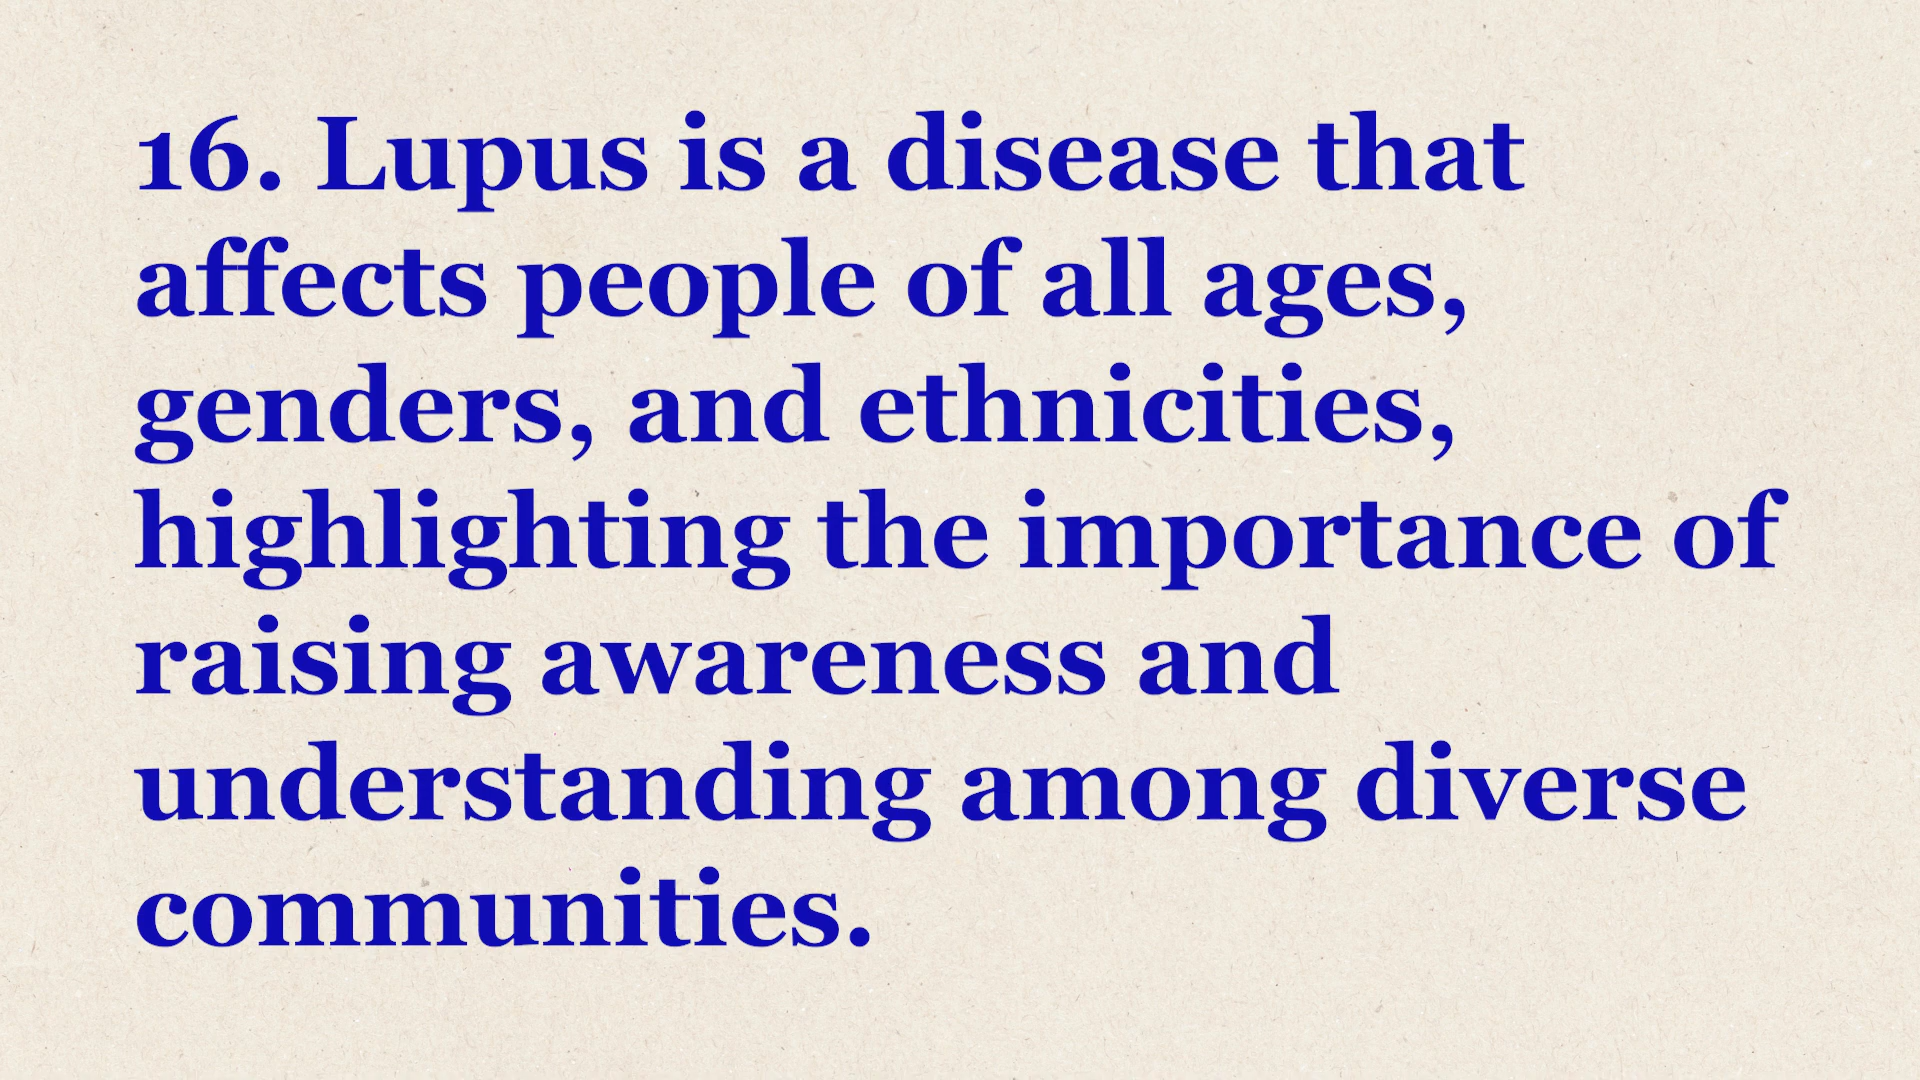 16. Lupus is a disease that
affects people of all ages,
genders, and ethnicities,
highlighting the importance of
raising awareness and
understanding among diverse
communities.